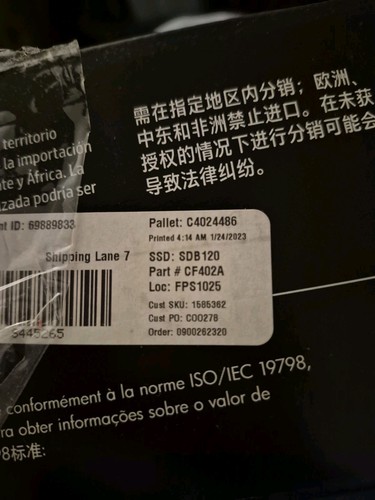 territorio
la importación
te y África. La
zada podría ser
需在指定地区内分销；欧洲、
中东和非洲禁止进口。在未获
授权的情况下进行分销可能会
导致法律纠纷。
nt ID: 69889833
Shipping Lane 7
9445265
Pallet: C4024486
Printed 4:14 AM 1/24/2023
SSD: SDB120
Part # CF402A
Loc: FPS1025
Cust SKU: 1585362
Cust PO: COO278
Order: 0900262320
conformément à la norme ISO/IEC 19798,
ra obter informações sobre o valor de
98标准: